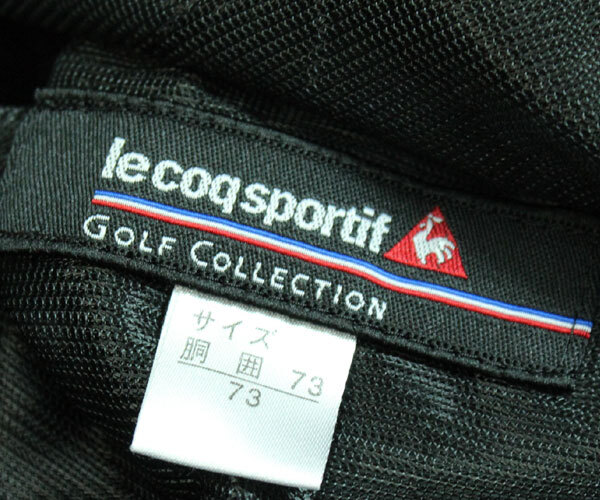 le coq sportif
GOLF COLLECTION
サイズ
胴囲 73
73